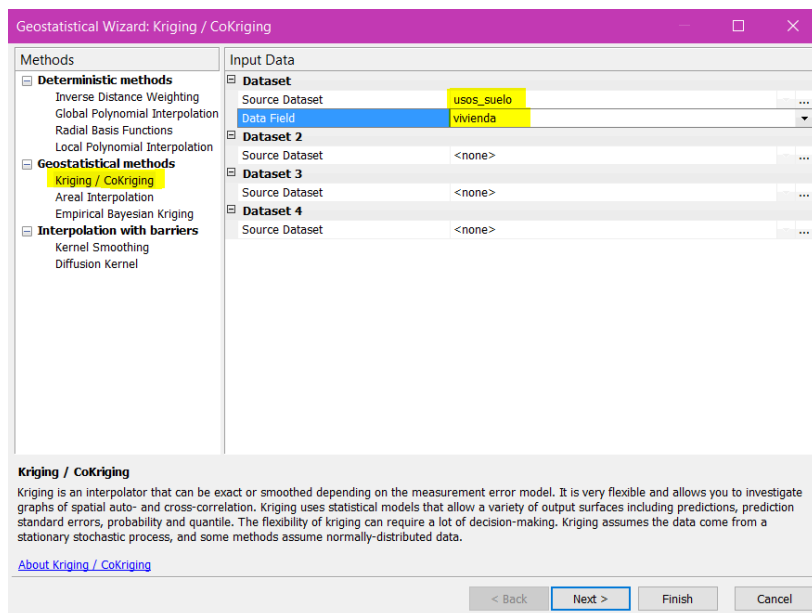 Geostatistical Wizard: Kriging / CoKriging
Methods
Deterministic methods
Inverse Distance Weighting
Global Polynomial Interpolation
Radial Basis Functions
Local Polynomial Interpolation
Geostatistical methods
Kriging / CoKriging
Areal Interpolation
Empirical Bayesian Kriging
Interpolation with barriers
Kernel Smoothing
Diffusion Kernel
Input Data
Dataset
Source Dataset usos_suelo ...
Data Field vivienda
Dataset 2
Source Dataset <none> ...
Dataset 3
Source Dataset <none> ...
Dataset 4
Source Dataset <none> ...
Kriging / CoKriging
Kriging is an interpolator that can be exact or smoothed depending on the measurement error model. It is very flexible and allows you to investigate
graphs of spatial auto- and cross-correlation. Kriging uses statistical models that allow a variety of output surfaces including predictions, prediction
standard errors, probability and quantile. The flexibility of kriging can require a lot of decision-making. Kriging assumes the data come from a
stationary stochastic process, and some methods assume normally-distributed data.
About Kriging / CoKriging
< Back Next > Finish Cancel